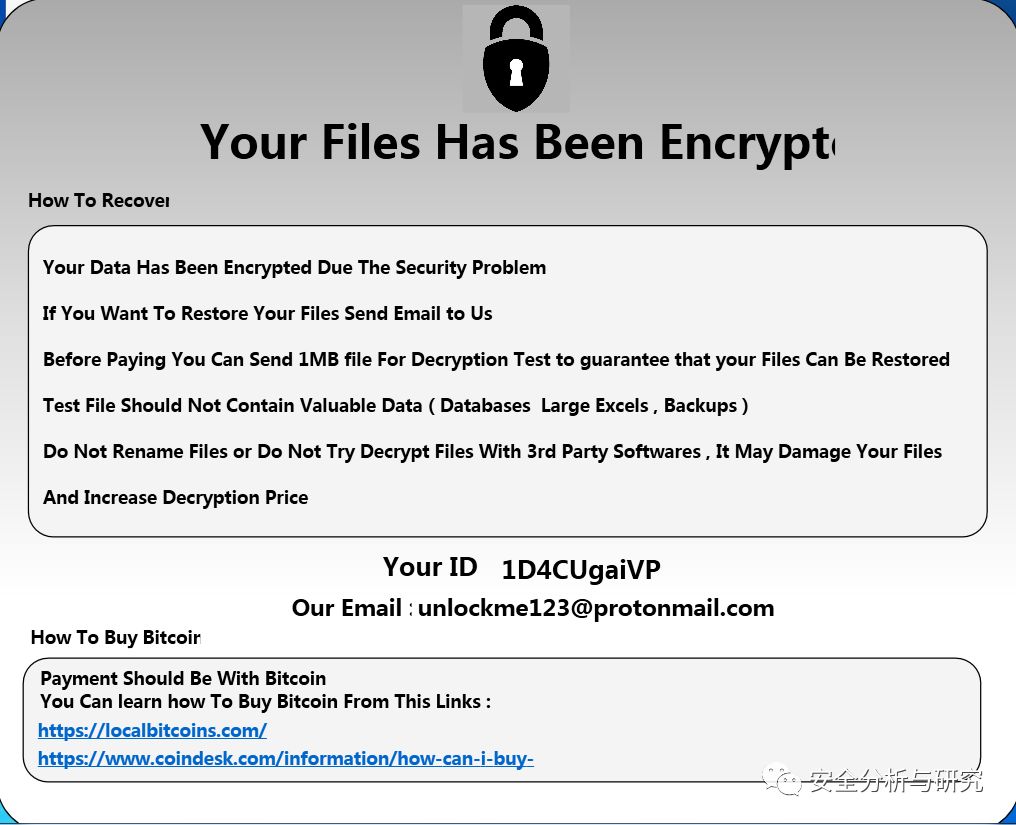 Your Files Has Been Encrypte
How To Recover
Your Data Has Been Encrypted Due The Security Problem
If You Want To Restore Your Files Send Email to Us
Before Paying You Can Send 1MB file For Decryption Test to guarantee that your Files Can Be Restored
Test File Should Not Contain Valuable Data ( Databases Large Excels , Backups )
Do Not Rename Files or Do Not Try Decrypt Files With 3rd Party Softwares , It May Damage Your Files
And Increase Decryption Price
Your ID 1D4CUgaiVP
Our Email : unlockme123@protonmail.com
How To Buy Bitcoin
Payment Should Be With Bitcoin
You Can learn how To Buy Bitcoin From This Links :
https://localbitcoins.com/
https://www.coindesk.com/information/how-can-i-buy-
安全分析与研究